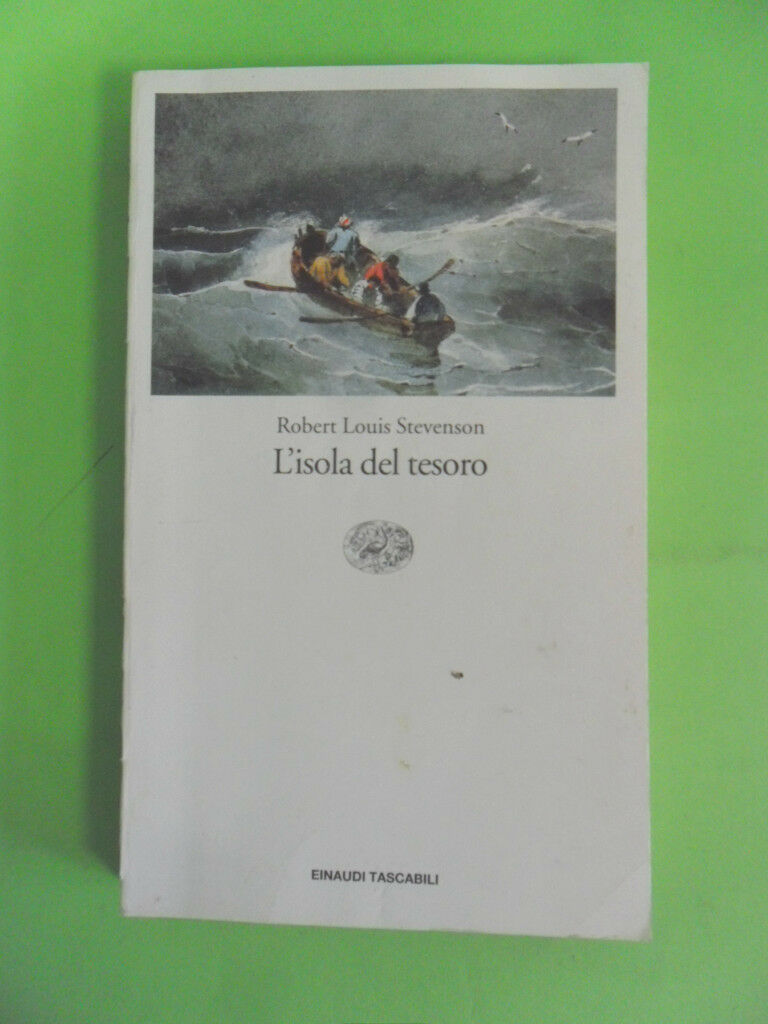 Robert Louis Stevenson
L'isola del tesoro
EINAUDI TASCABILI